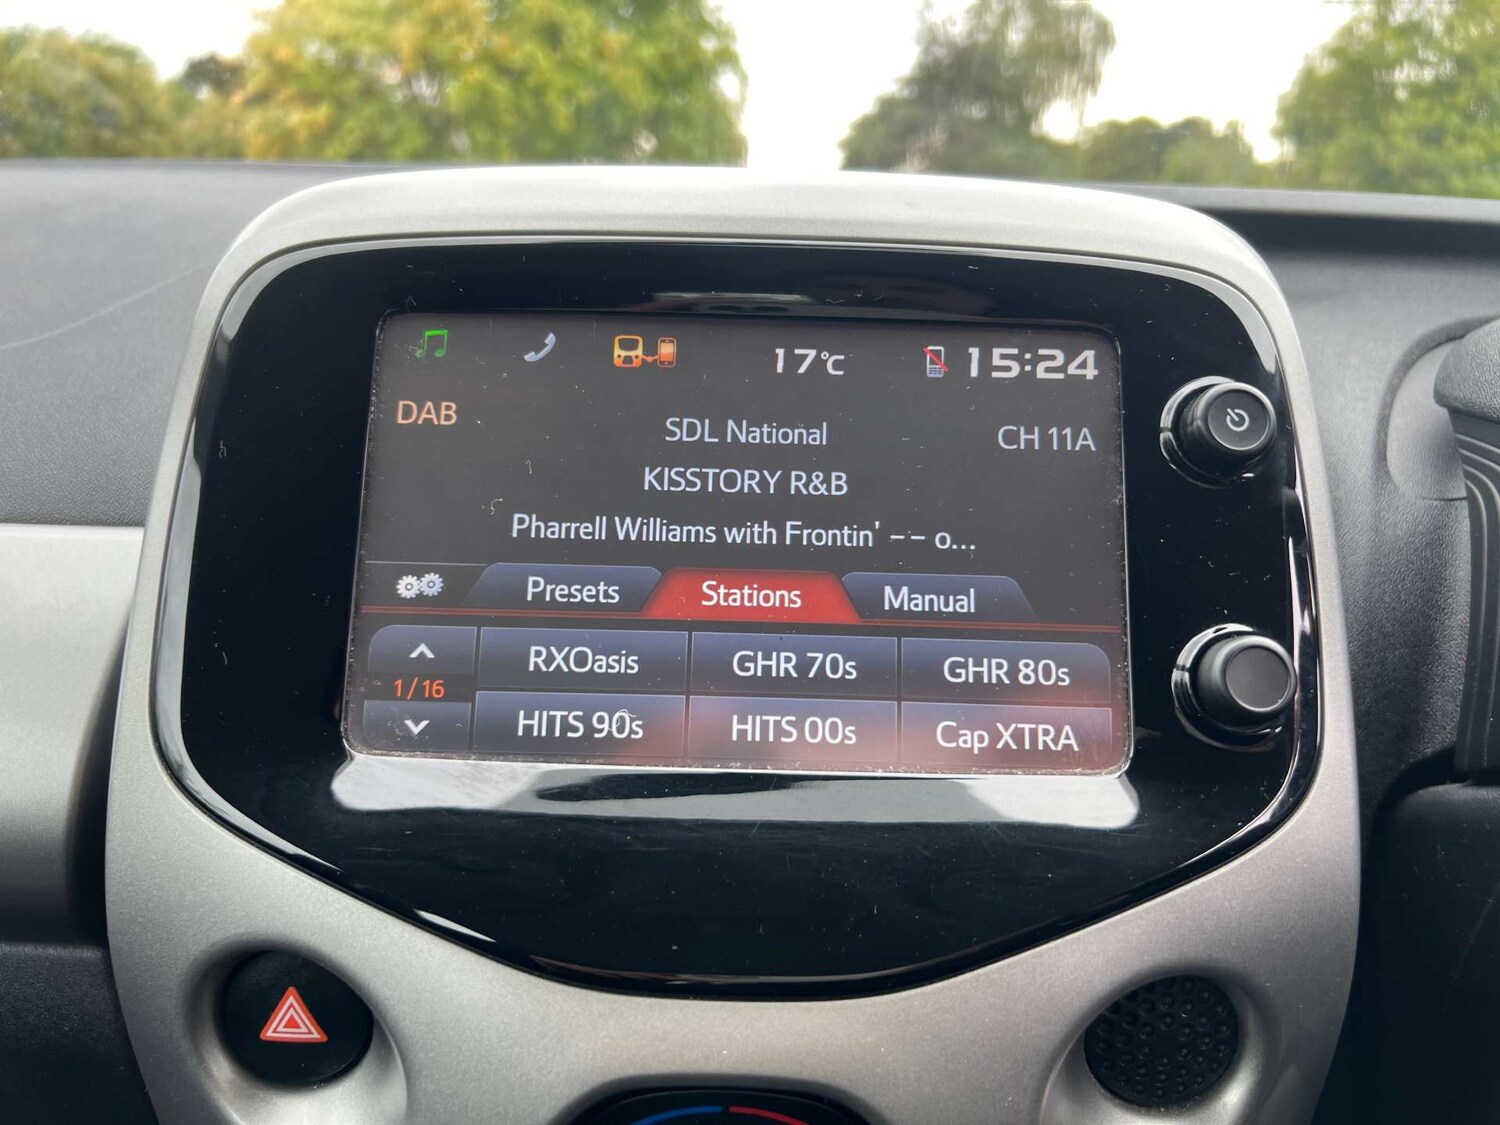 17°C
15:24
DAB
SDL National
CH 11A
KISSTORY R&B
Pharrell Williams with Frontin' -- o...
Presets
Stations
Manual
1/16
RXOasis
GHR 70s
GHR 80s
HITS 90s
HITS 00s
Cap XTRA